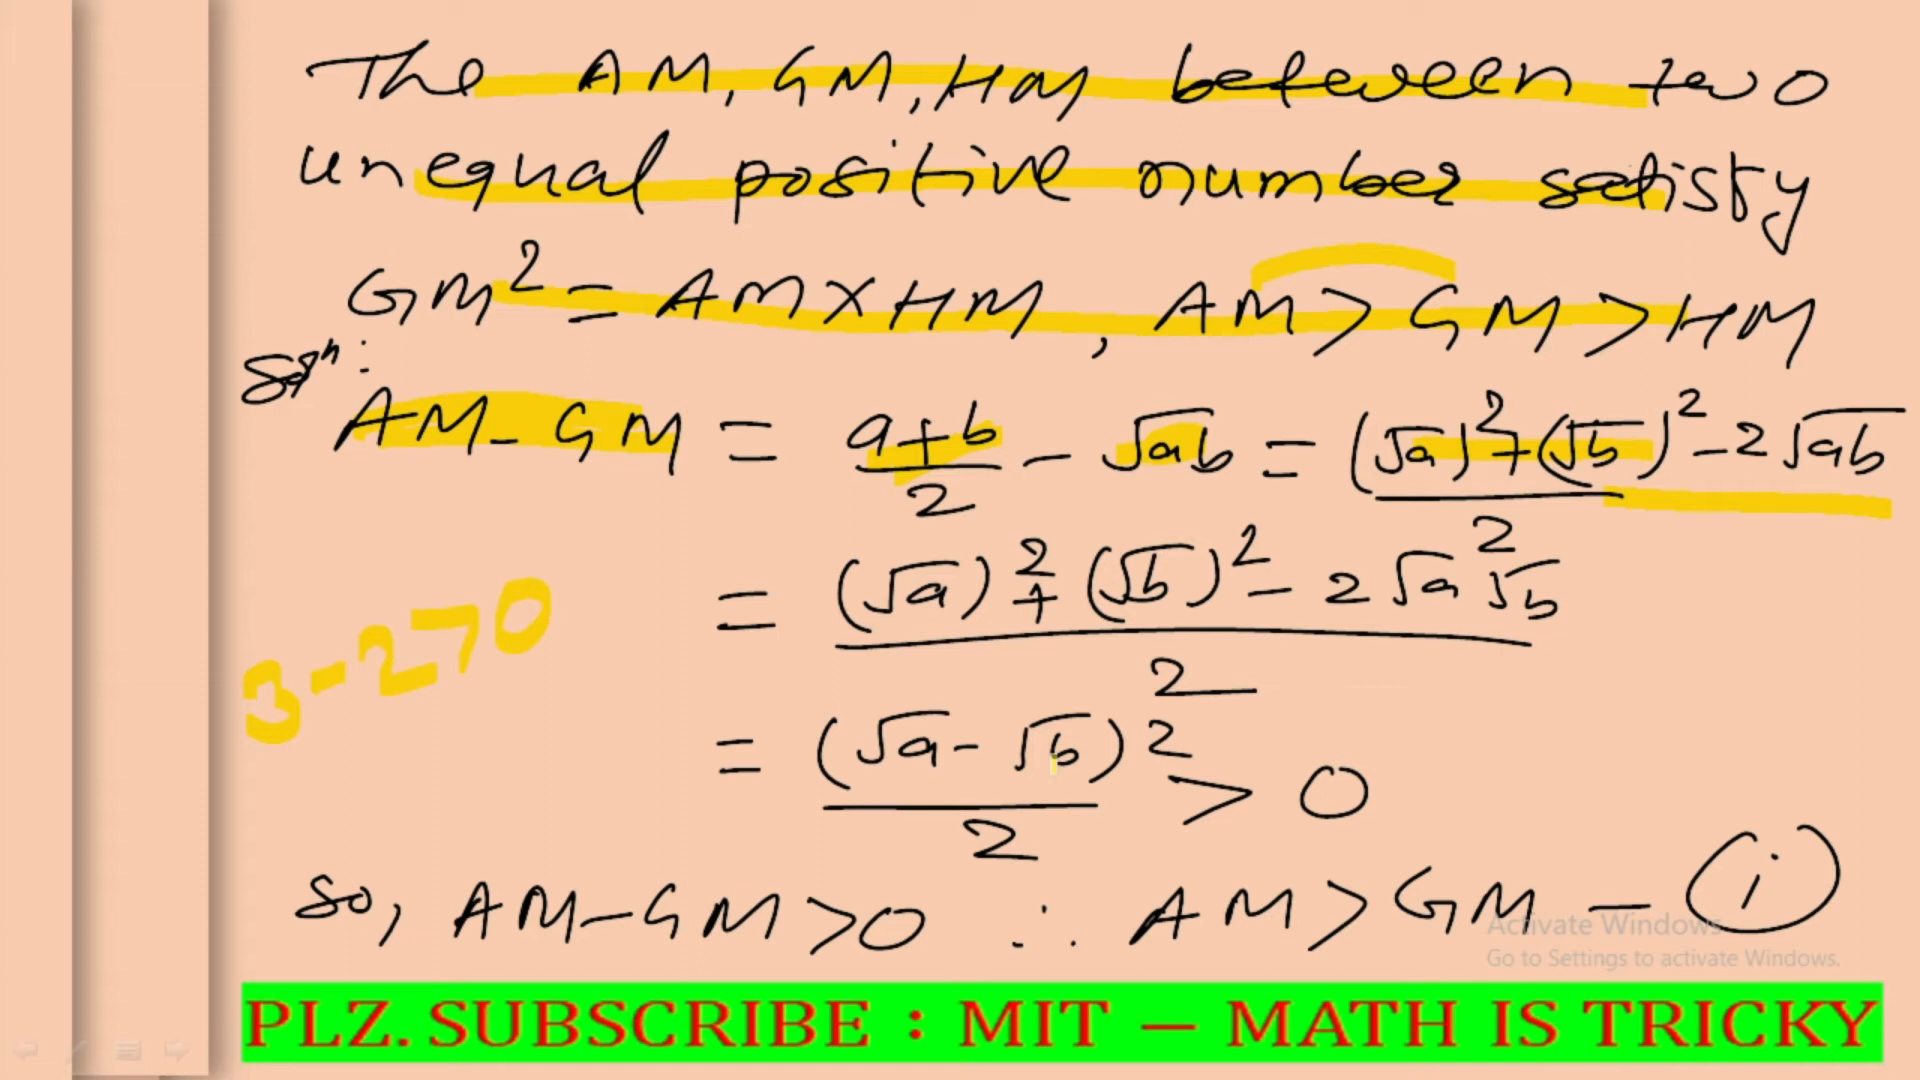 The AM, GM, HM between two
unequal positive number satisfy
GM² = AM×HM, AM>GM>HM
Solⁿ:
AM-GM = (a+b)/2 - √ab = ((√a)²+(√b)²-2√ab)/2
= ((√a)²+(√b)²-2√a√b)/2
3-270
= (√a-√b)²/2 > 0
so, AM-GM>0 ∴ AM>GM - (i)
Activate Windows
Go to Settings to activate Windows.
PLZ. SUBSCRIBE : MIT – MATH IS TRICKY